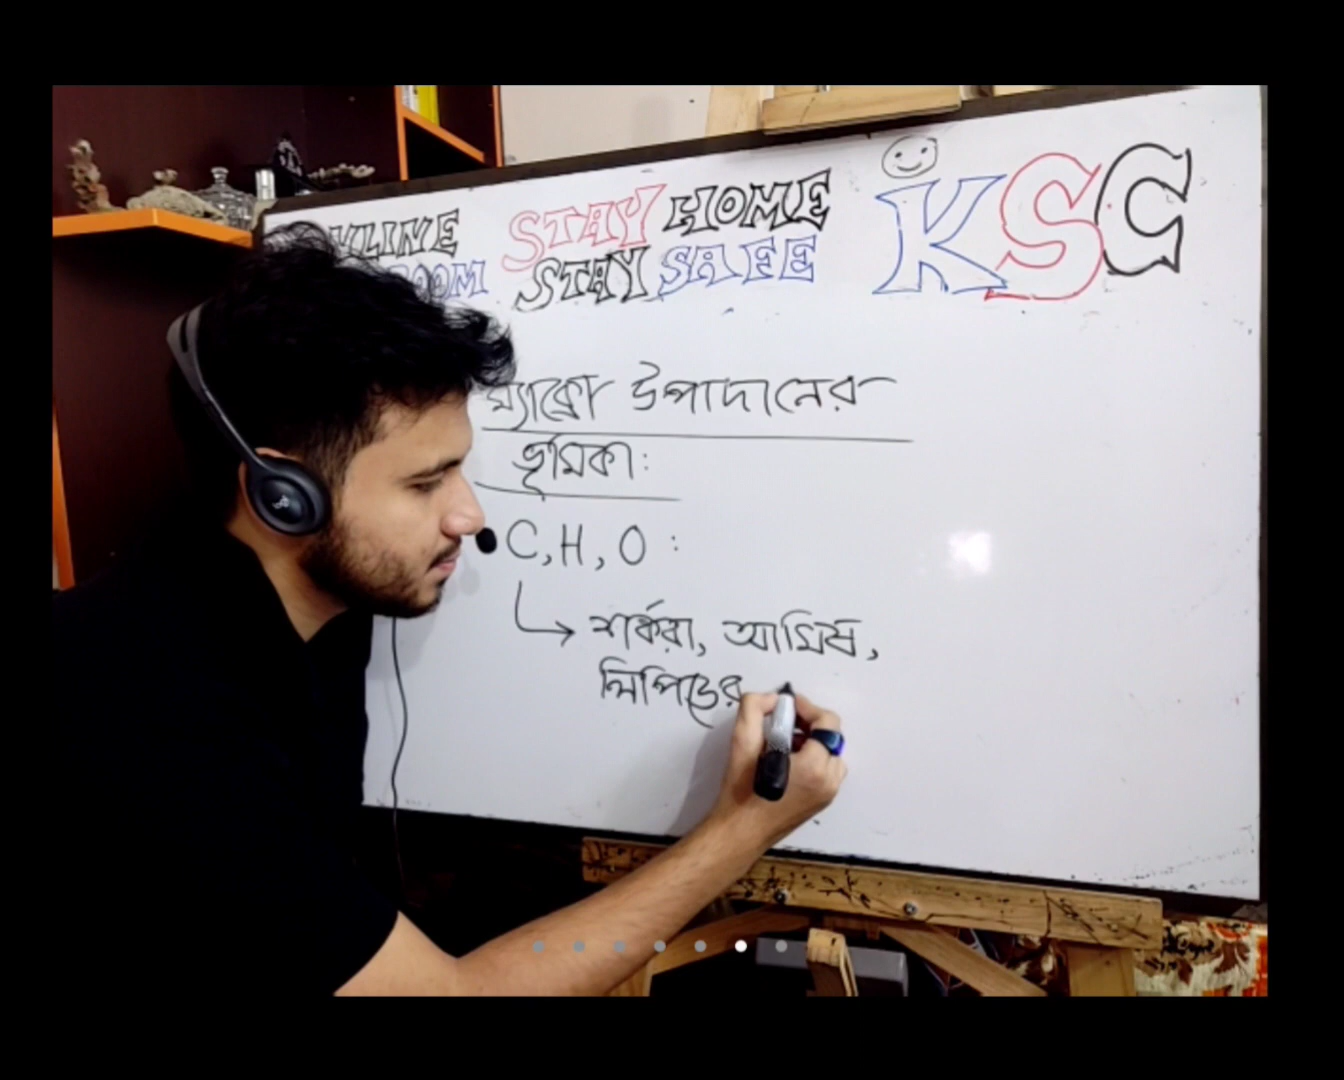 STAY HOME
STAY SAFE
KSC
ম্যাক্রো উপাদানের
ভূমিকা:
C, H, O :
→ শর্করা, আমিষ,
লিপিডের